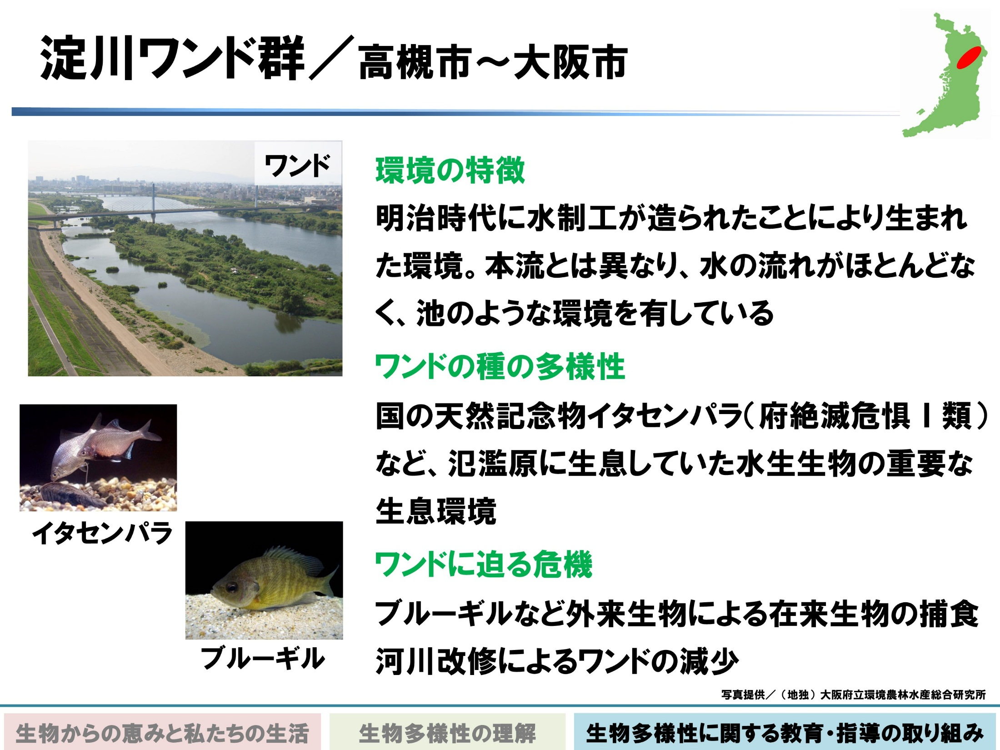 淀川ワンド群／高槻市～大阪市
ワンド
環境の特徴
明治時代に水制工が造られたことにより生まれ
た環境。本流とは異なり、水の流れがほとんどな
く、池のような環境を有している
ワンドの種の多様性
国の天然記念物イタセンパラ（府絶滅危惧Ⅰ類）
など、氾濫原に生息していた水生生物の重要な
生息環境
イタセンパラ
ワンドに迫る危機
ブルーギルなど外来生物による在来生物の捕食
河川改修によるワンドの減少
ブルーギル
写真提供／（地独）大阪府立環境農林水産総合研究所
生物からの恵みと私たちの生活
生物多様性の理解
生物多様性に関する教育・指導の取り組み